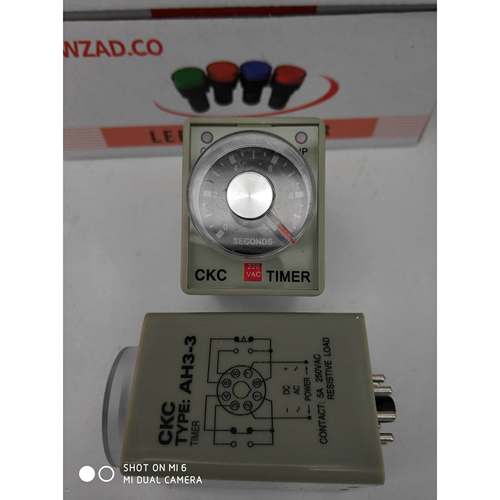 NZAD.CO
LED
SECONDS
CKC
220
VAC
TIMER
CKC
TYPE: AH3-3
TIMER
DC
AC
POWER
CONTACT: 5A 250VAC
RESISTIVE LOAD
SHOT ON MI 6
MI DUAL CAMERA